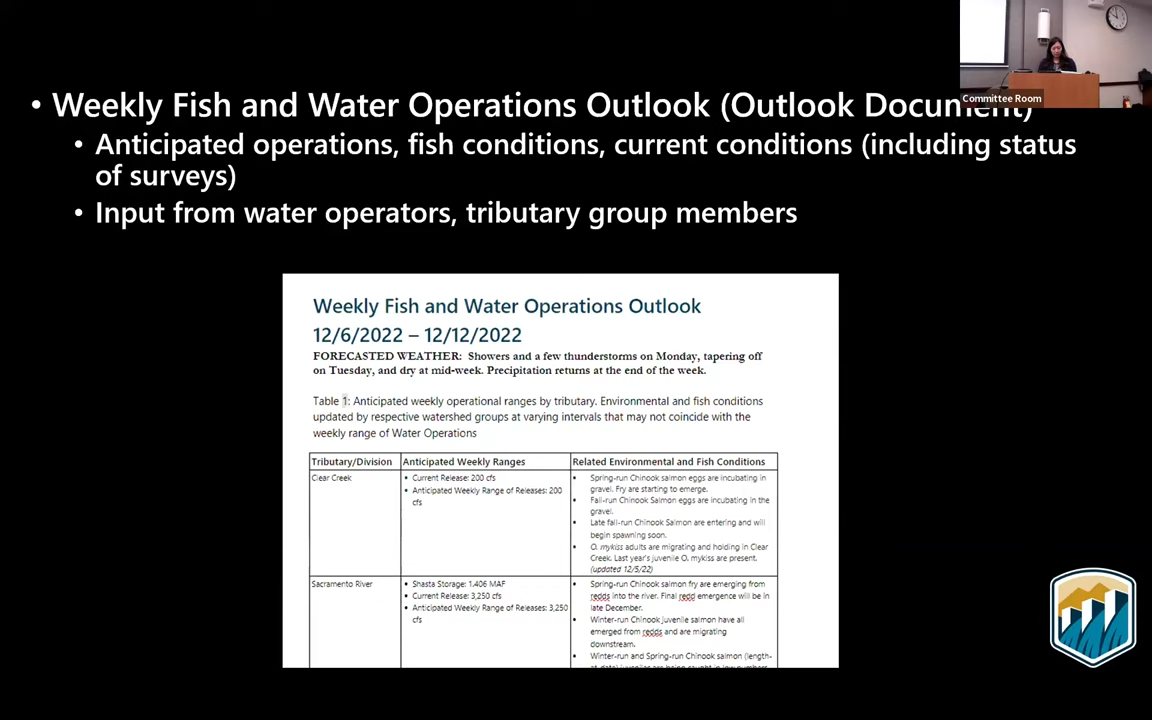 • Weekly Fish and Water Operations Outlook (Outlook Document)
• Anticipated operations, fish conditions, current conditions (including status
of surveys)
• Input from water operators, tributary group members
Committee Room
Weekly Fish and Water Operations Outlook
12/6/2022 – 12/12/2022
FORECASTED WEATHER: Showers and a few thunderstorms on Monday, tapering off
on Tuesday, and dry at mid-week. Precipitation returns at the end of the week.
Table 1: Anticipated weekly operational ranges by tributary. Environmental and fish conditions
updated by respective watershed groups at varying intervals that may not coincide with the
weekly range of Water Operations
Tributary/Division Anticipated Weekly Ranges Related Environmental and Fish Conditions
Clear Creek
• Current Release: 200 cfs
• Anticipated Weekly Range of Releases: 200
cfs
• Spring-run Chinook salmon eggs are incubating in
gravel. Fry are starting to emerge.
• Fall-run Chinook Salmon eggs are incubating in the
gravel.
• Late fall-run Chinook Salmon are entering and will
begin spawning soon.
• O. mykiss adults are migrating and holding in Clear
Creek. Last year's juvenile O. mykiss are present.
(updated 12/5/22)
Sacramento River
• Shasta Storage: 1.406 MAF
• Current Release: 3,250 cfs
• Anticipated Weekly Range of Releases: 3,250
cfs
• Spring-run Chinook salmon fry are emerging from
redds into the river. Final redd emergence will be in
late December.
• Winter-run Chinook juvenile salmon have all
emerged from redds and are migrating
downstream.
• Winter-run and Spring-run Chinook salmon (length-
at-date) juveniles are being caught in low numbers